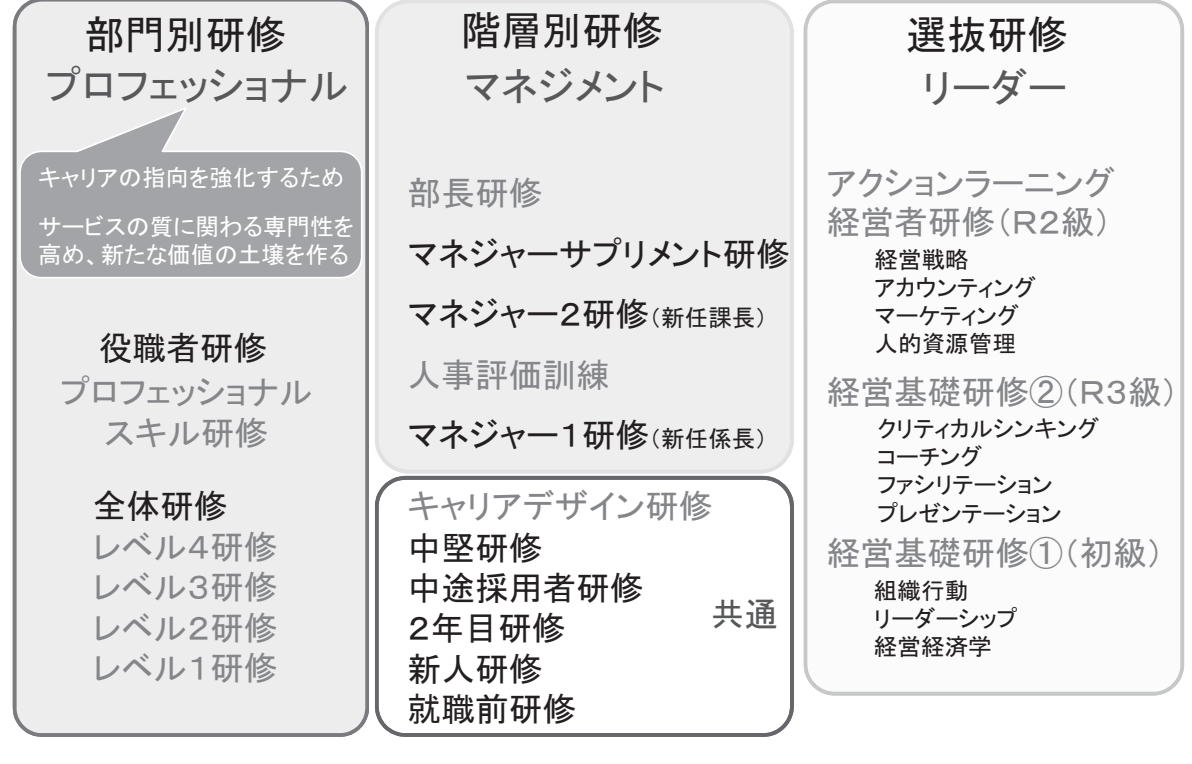 部門別研修
プロフェッショナル
キャリアの指向を強化するため
サービスの質に関わる専門性を
高め、新たな価値の土壌を作る
役職者研修
プロフェッショナル
スキル研修
全体研修
レベル4研修
レベル3研修
レベル2研修
レベル1研修
階層別研修
マネジメント
部長研修
マネジャーサプリメント研修
マネジャー2研修(新任課長)
人事評価訓練
マネジャー1研修(新任係長)
キャリアデザイン研修
中堅研修
中途採用者研修
2年目研修
新人研修
就職前研修
共通
選抜研修
リーダー
アクションラーニング
経営者研修(R2級)
経営戦略
アカウンティング
マーケティング
人的資源管理
経営基礎研修②(R3級)
クリティカルシンキング
コーチング
ファシリテーション
プレゼンテーション
経営基礎研修①(初級)
組織行動
リーダーシップ
経営経済学